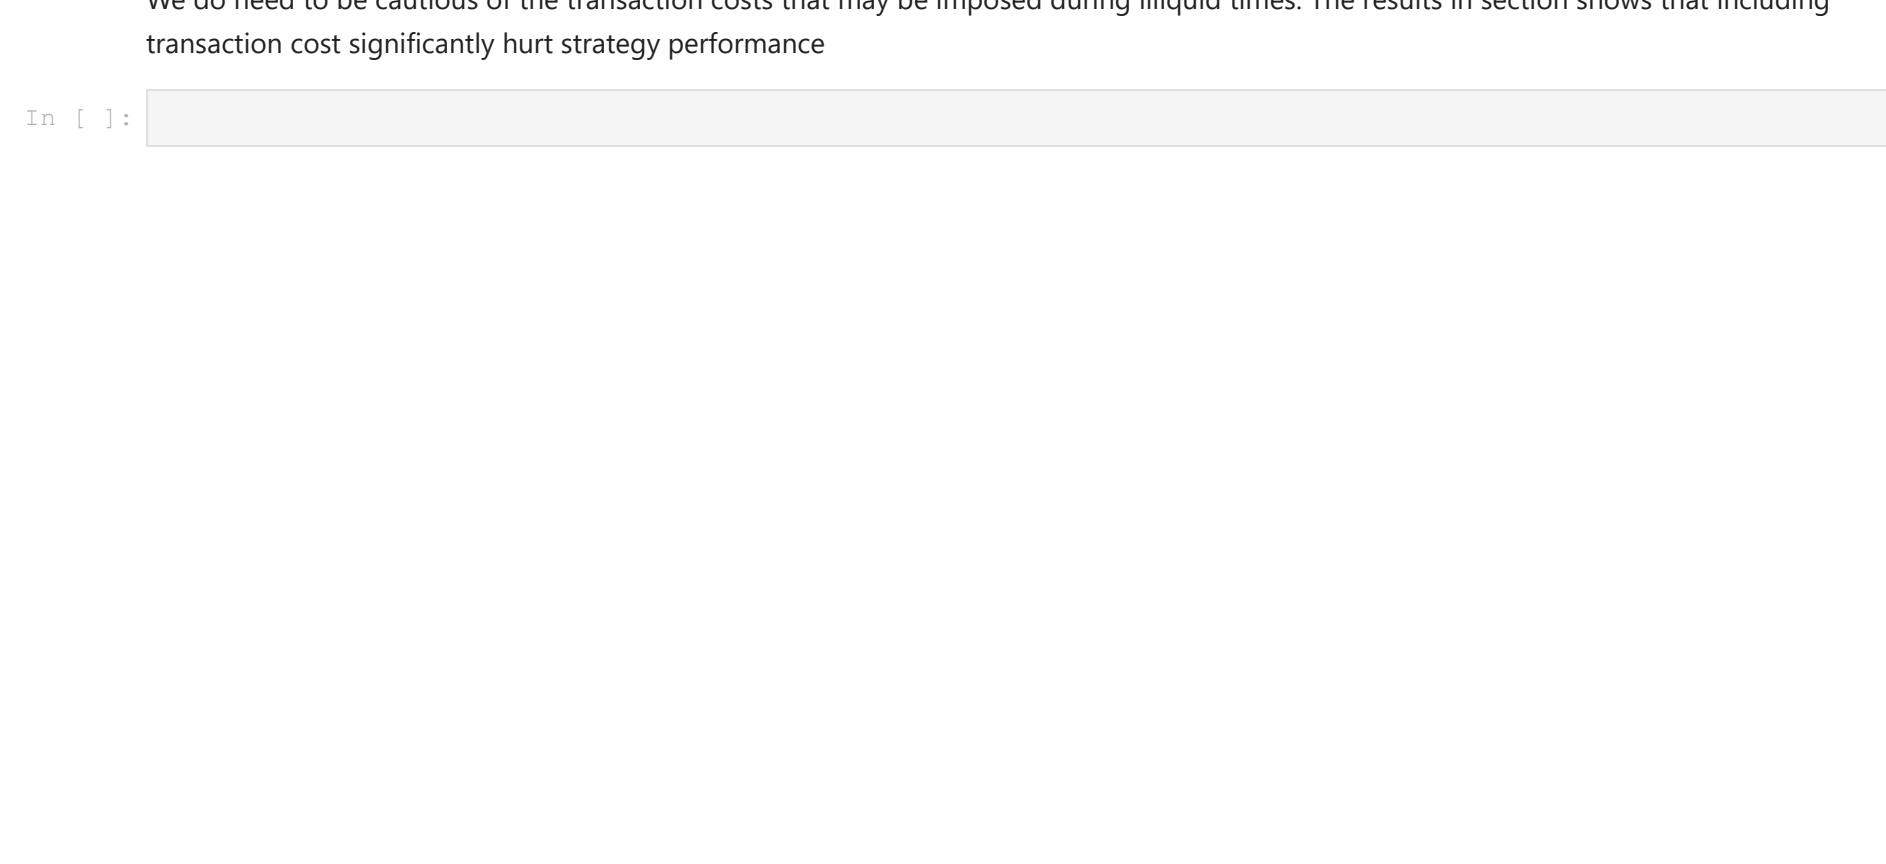 We do need to be cautious of the transaction costs that may be imposed during illiquid times. The results in section shows that including
transaction cost significantly hurt strategy performance
In [ ]: